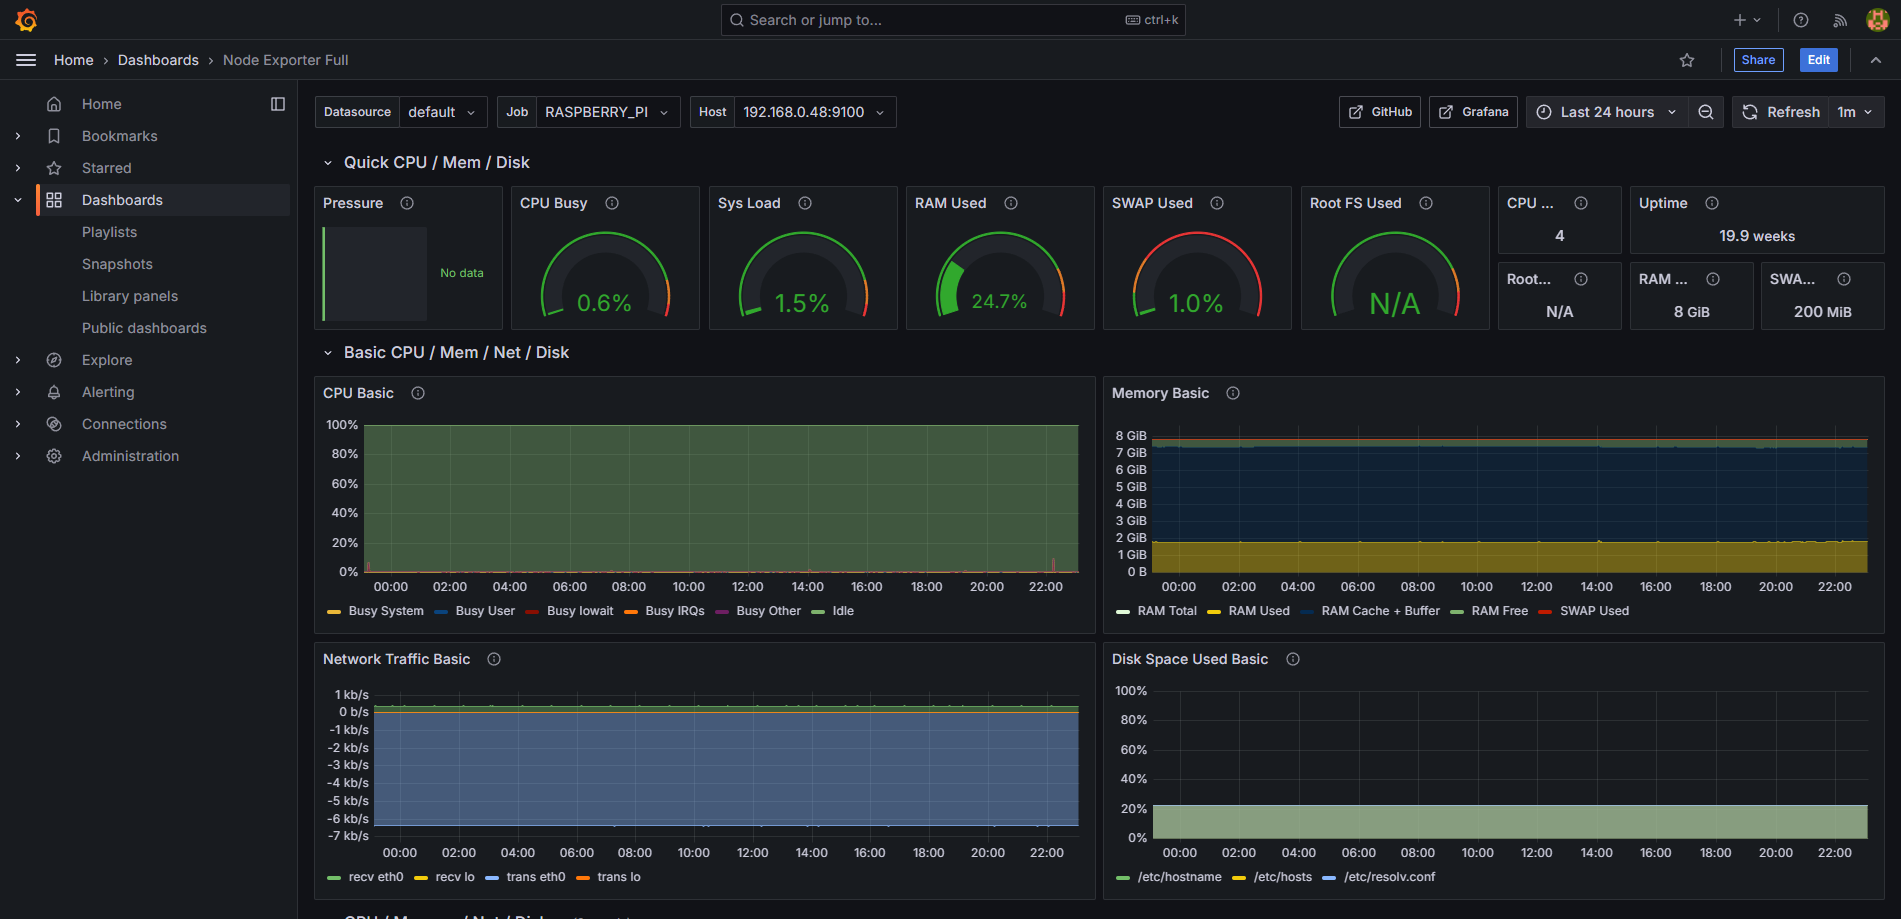 Search or jump to...
ctrl+k
Home › Dashboards › Node Exporter Full
Share
Edit
Home
Bookmarks
Starred
Dashboards
Playlists
Snapshots
Library panels
Public dashboards
Explore
Alerting
Connections
Administration
Datasource default Job RASPBERRY_PI Host 192.168.0.48:9100
GitHub Grafana Last 24 hours Refresh 1m
Quick CPU / Mem / Disk
Pressure
No data
CPU Busy
0.6%
Sys Load
1.5%
RAM Used
24.7%
SWAP Used
1.0%
Root FS Used
N/A
CPU ...
4
Uptime
19.9 weeks
Root...
N/A
RAM ...
8 GiB
SWA...
200 MiB
Basic CPU / Mem / Net / Disk
CPU Basic
100%
80%
60%
40%
20%
0%
00:00 02:00 04:00 06:00 08:00 10:00 12:00 14:00 16:00 18:00 20:00 22:00
Busy System Busy User Busy Iowait Busy IRQs Busy Other Idle
Memory Basic
8 GiB
7 GiB
6 GiB
5 GiB
4 GiB
3 GiB
2 GiB
1 GiB
0 B
00:00 02:00 04:00 06:00 08:00 10:00 12:00 14:00 16:00 18:00 20:00 22:00
RAM Total RAM Used RAM Cache + Buffer RAM Free SWAP Used
Network Traffic Basic
1 kb/s
0 b/s
-1 kb/s
-2 kb/s
-3 kb/s
-4 kb/s
-5 kb/s
-6 kb/s
-7 kb/s
00:00 02:00 04:00 06:00 08:00 10:00 12:00 14:00 16:00 18:00 20:00 22:00
recv eth0 recv lo trans eth0 trans lo
Disk Space Used Basic
100%
80%
60%
40%
20%
0%
00:00 02:00 04:00 06:00 08:00 10:00 12:00 14:00 16:00 18:00 20:00 22:00
/etc/hostname /etc/hosts /etc/resolv.conf